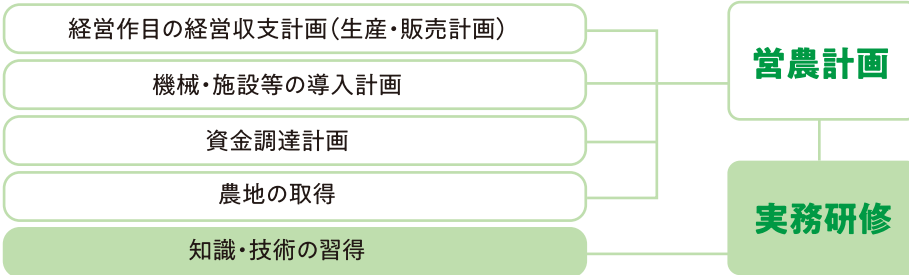 経営作目の経営収支計画（生産・販売計画）
機械・施設等の導入計画
資金調達計画
農地の取得
知識・技術の習得
営農計画
実務研修